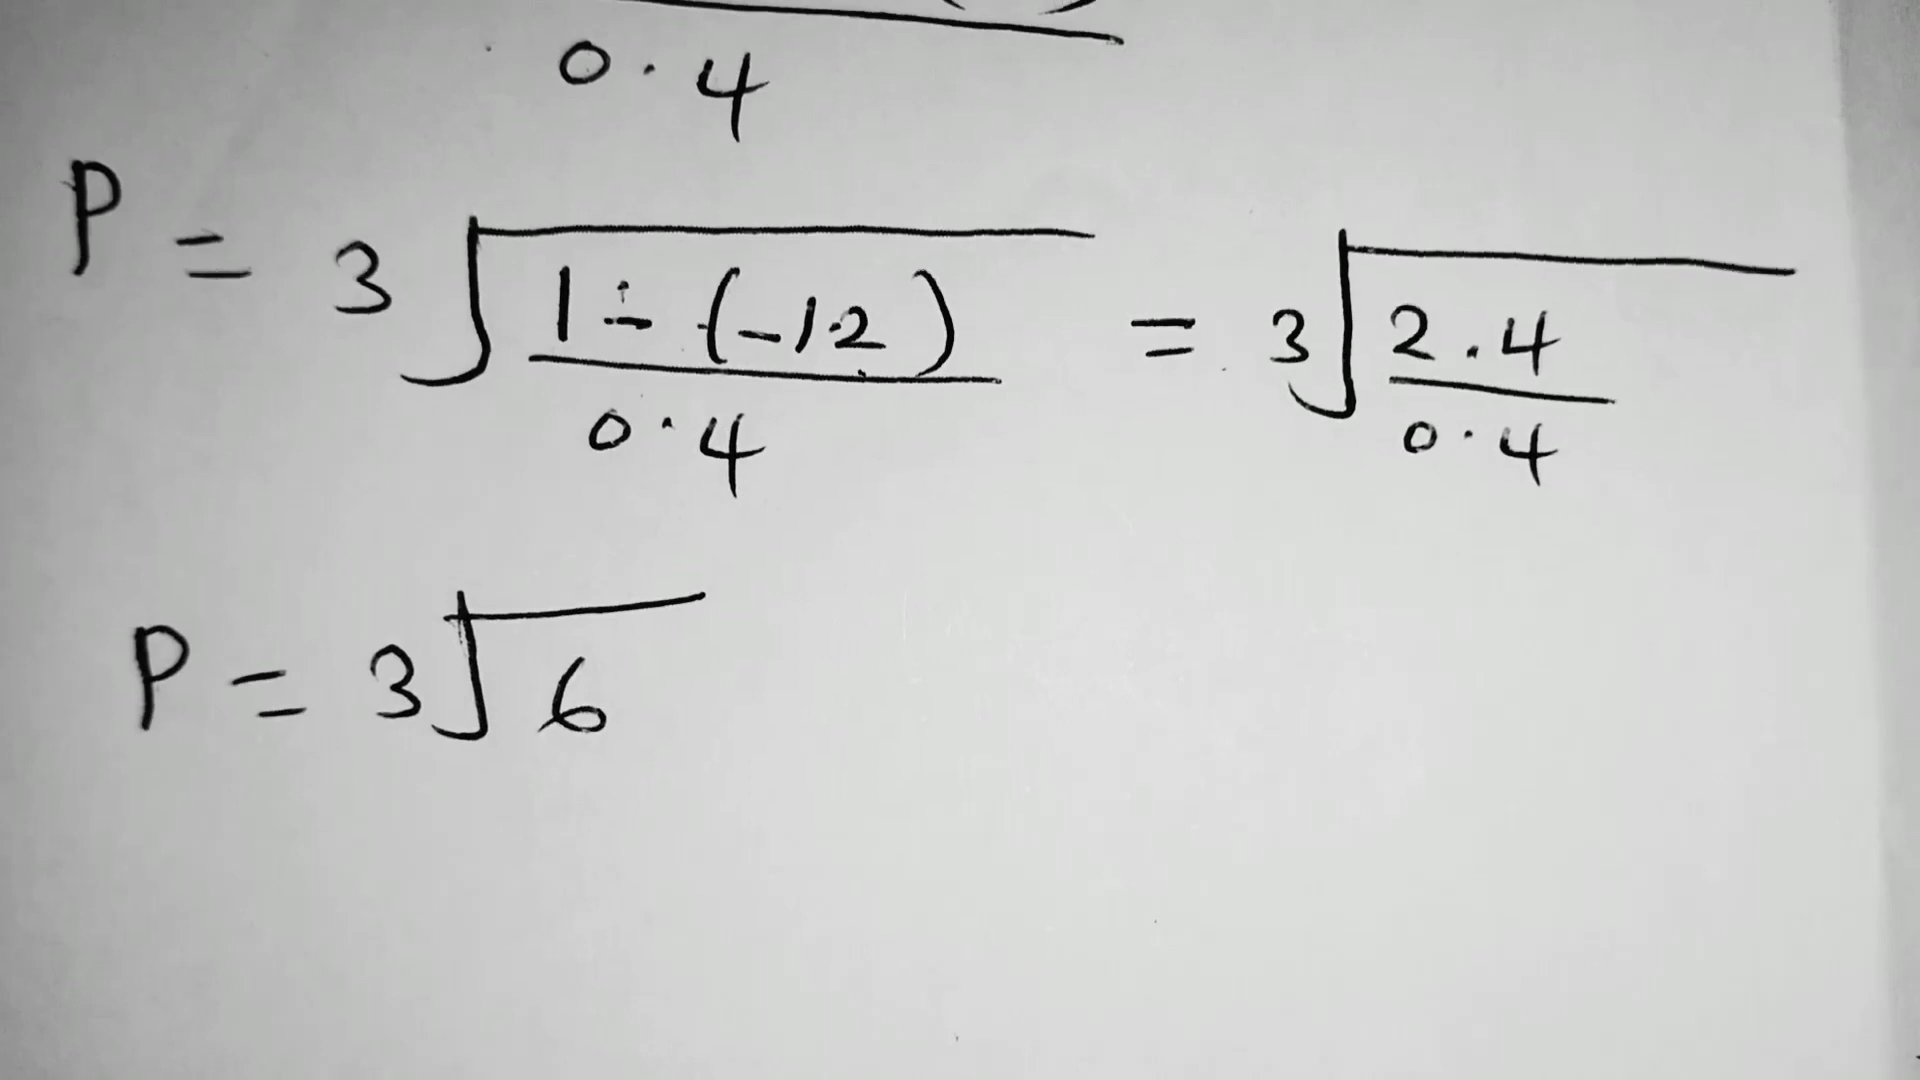 0.4
P = 3√(1 ÷ (-1.2) / 0.4) = 3√(2.4 / 0.4)
P = 3√6